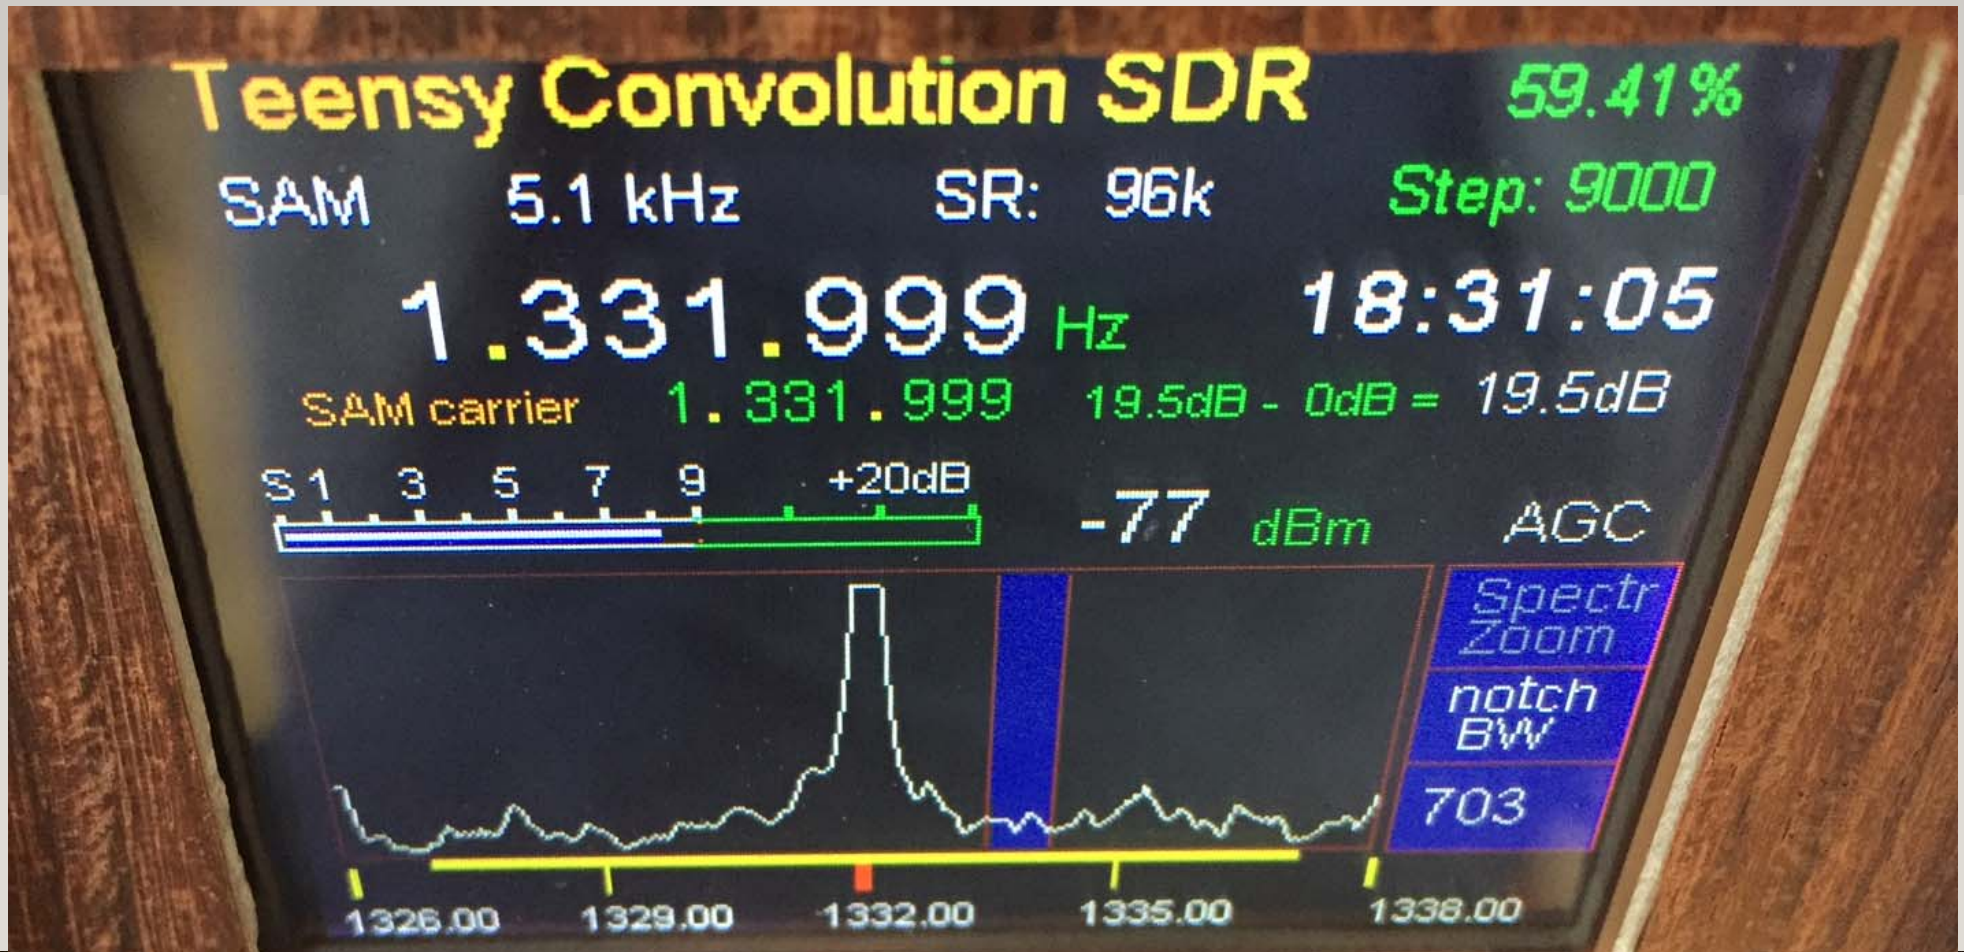 Teensy Convolution SDR 59.41%
SAM 5.1 kHz SR: 96k Step: 9000
1.331.999 Hz 18:31:05
SAM carrier 1.331.999 19.5dB - 0dB = 19.5dB
S 1 3 5 7 9 +20dB
-77 dBm AGC
Spectr
Zoom
notch
BW
703
1326.00 1329.00 1332.00 1335.00 1338.00